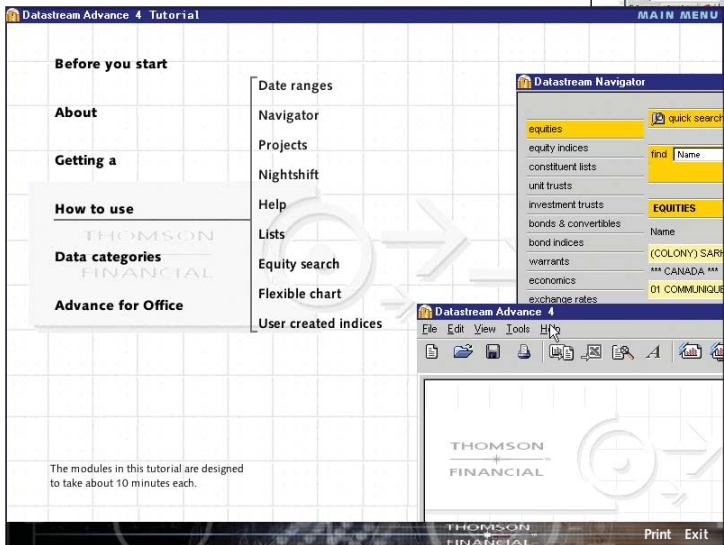 Datastream Advance 4 Tutorial
MAIN MENU
Before you start
About
Getting a
How to use
Data categories
Advance for Office
Date ranges
Navigator
Projects
Nightshift
Help
Lists
Equity search
Flexible chart
User created indices
THOMSON
FINANCIAL
The modules in this tutorial are designed
to take about 10 minutes each.
Datastream Navigator
equities
equity indices
constituent lists
unit trusts
investment trusts
bonds & convertibles
bond indices
warrants
economics
exchange rates
quick search
find Name
EQUITIES
Name
(COLONY) SARH
*** CANADA ***
01 COMMUNIQUE
Datastream Advance 4
File Edit View Tools Help
THOMSON
FINANCIAL
THOMSON
FINANCIAL
Print Exit